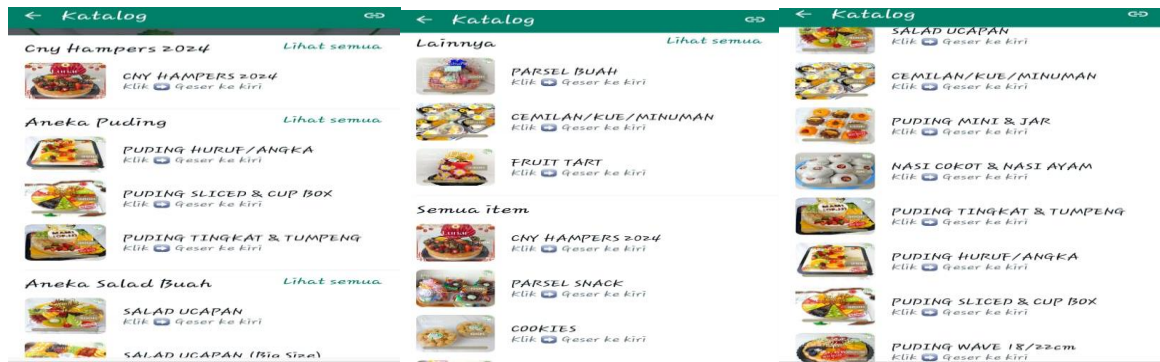 ← Katalog
Cny Hampers 2024 Lihat semua
CNY HAMPERS 2024
Klik ➡ Geser ke kiri
Aneka Puding Lihat semua
PUDING HURUF/ANGKA
Klik ➡ Geser ke kiri
PUDING SLICED & CUP BOX
Klik ➡ Geser ke kiri
PUDING TINGKAT & TUMPENG
Klik ➡ Geser ke kiri
Aneka Salad Buah Lihat semua
SALAD UCAPAN
Klik ➡ Geser ke kiri
SALAD UCAPAN (Big Size)
← Katalog
Lainnya Lihat semua
PARSEL BUAH
Klik ➡ Geser ke kiri
CEMILAN/KUE/MINUMAN
Klik ➡ Geser ke kiri
FRUIT TART
Klik ➡ Geser ke kiri
Semua item
CNY HAMPERS 2024
Klik ➡ Geser ke kiri
PARSEL SNACK
Klik ➡ Geser ke kiri
COOKIES
Klik ➡ Geser ke kiri
← Katalog
SALAD UCAPAN
Klik ➡ Geser ke kiri
CEMILAN/KUE/MINUMAN
Klik ➡ Geser ke kiri
PUDING MINI & JAR
Klik ➡ Geser ke kiri
NASI COKOT & NASI AYAM
Klik ➡ Geser ke kiri
PUDING TINGKAT & TUMPENG
Klik ➡ Geser ke kiri
PUDING HURUF/ANGKA
Klik ➡ Geser ke kiri
PUDING SLICED & CUP BOX
Klik ➡ Geser ke kiri
PUDING WAVE 18/22cm
Klik ➡ Geser ke kiri